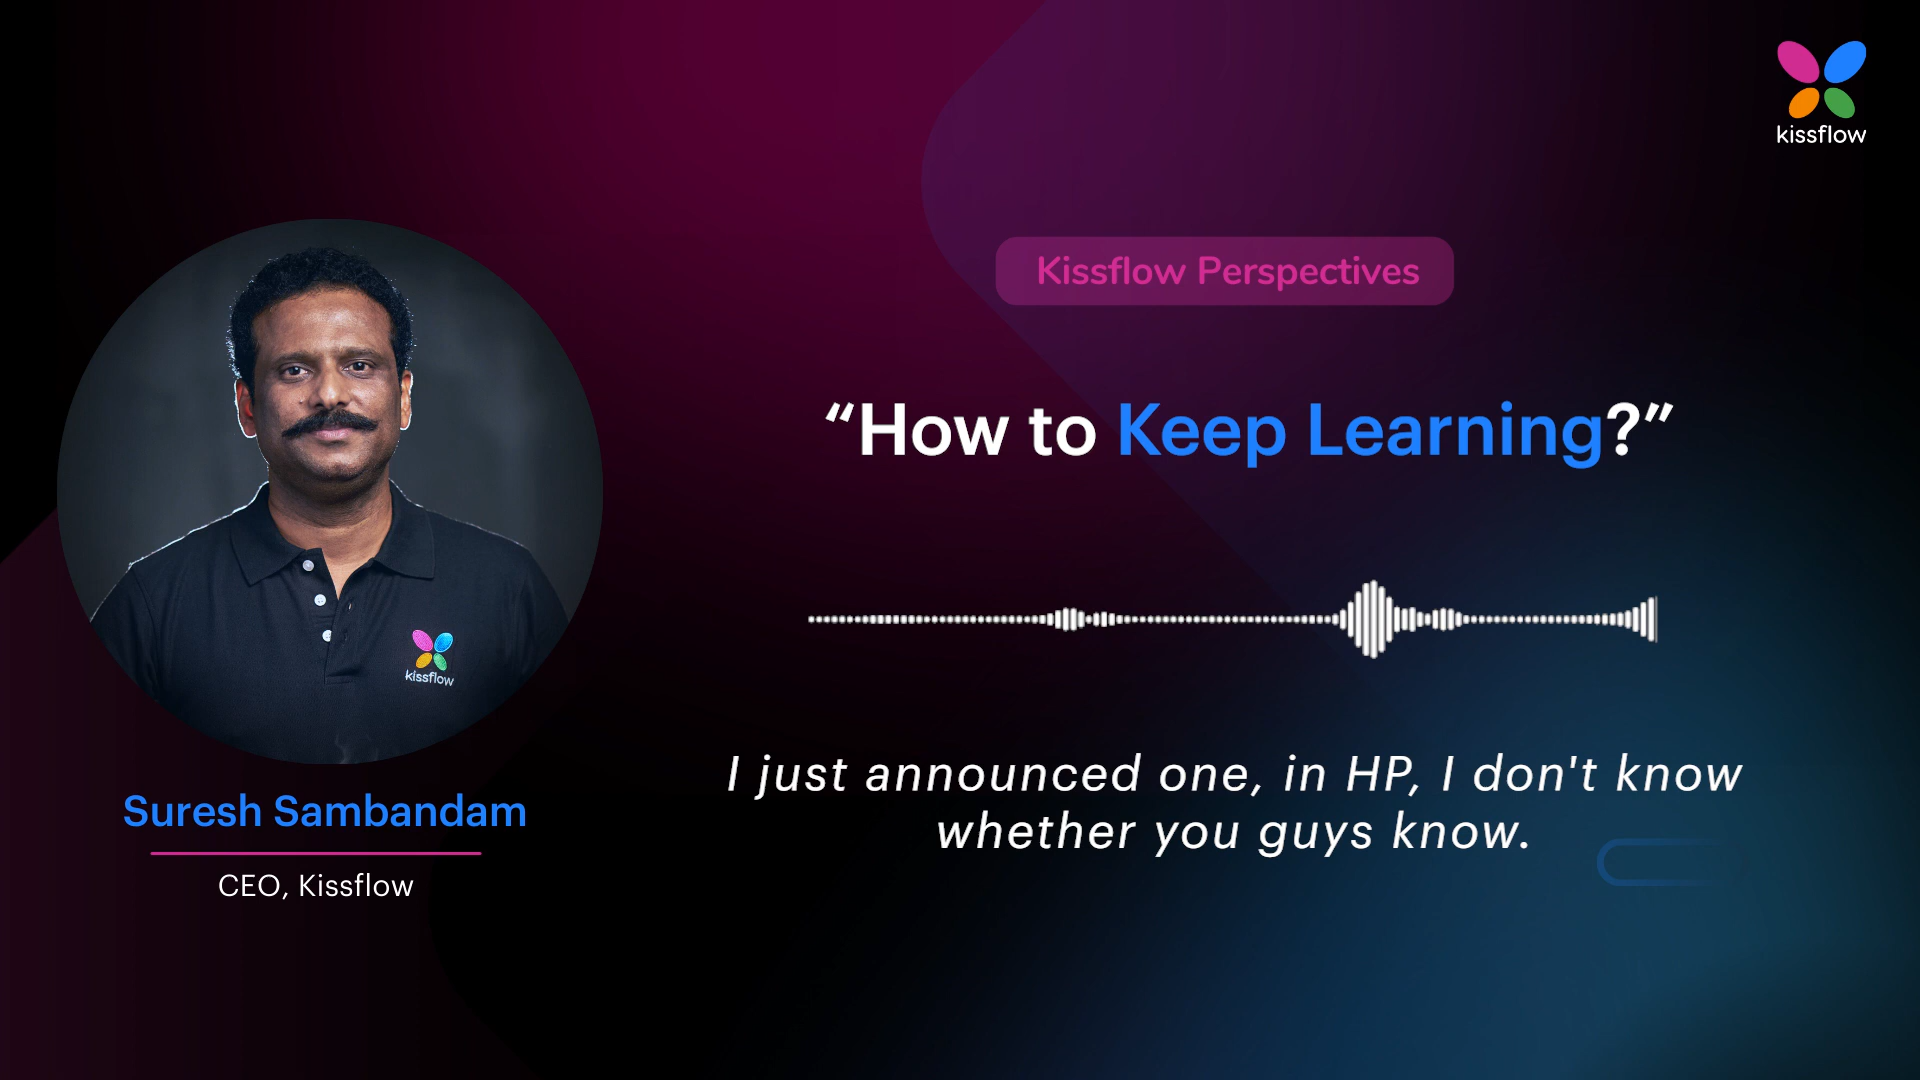 kissflow
Kissflow Perspectives
“How to Keep Learning?”
kissflow
I just announced one, in HP, I don't know
whether you guys know.
Suresh Sambandam
CEO, Kissflow